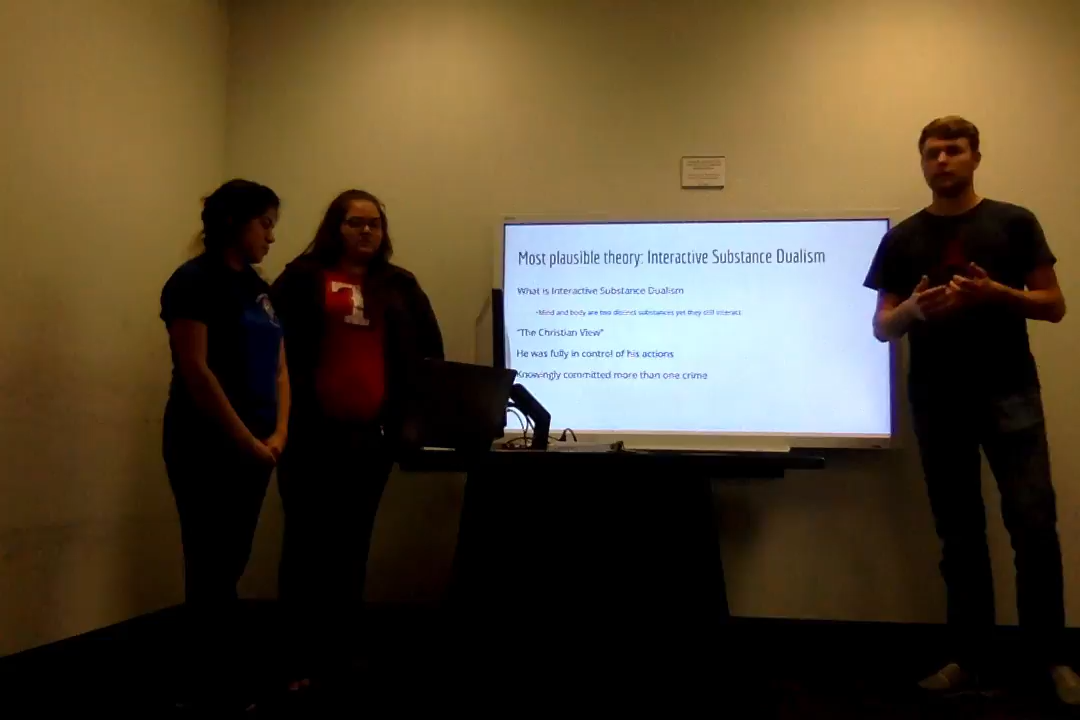 Most plausible theory: Interactive Substance Dualism
What is Interactive Substance Dualism
-Mind and body are two distinct substances yet they still interact.
"The Christian View"
He was fully in control of his actions
Knowingly committed more than one crime
T